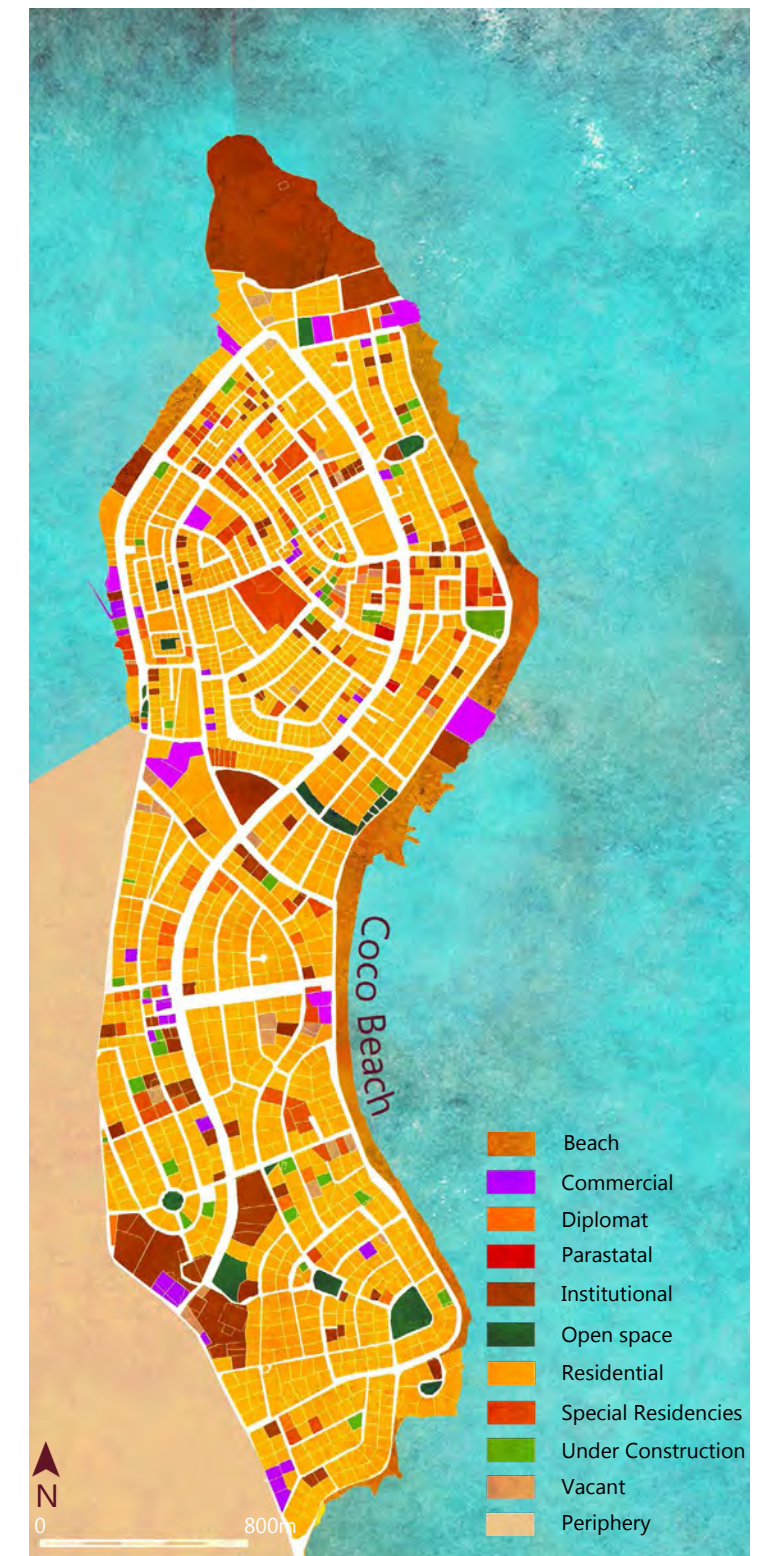 Coco Beach
Beach
Commercial
Diplomat
Parastatal
Institutional
Open space
Residential
Special Residencies
Under Construction
Vacant
Periphery
N
0 800m